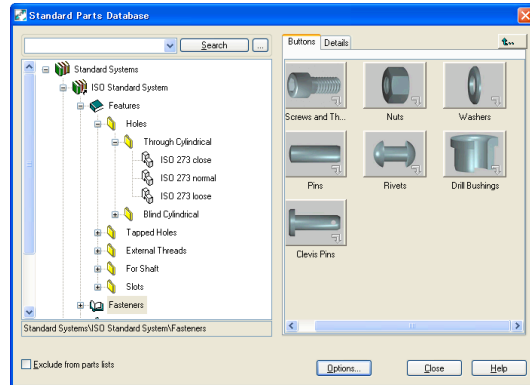 Standard Parts Database
Search
...
Buttons
Details
Standard Systems
ISO Standard System
Features
Holes
Through Cylindrical
ISO 273 close
ISO 273 normal
ISO 273 loose
Blind Cylindrical
Tapped Holes
External Threads
For Shaft
Slots
Fasteners
Screws and Th...
Nuts
Washers
Pins
Rivets
Drill Bushings
Clevis Pins
Standard Systems\ISO Standard System\Fasteners
Exclude from parts lists
Options...
Close
Help